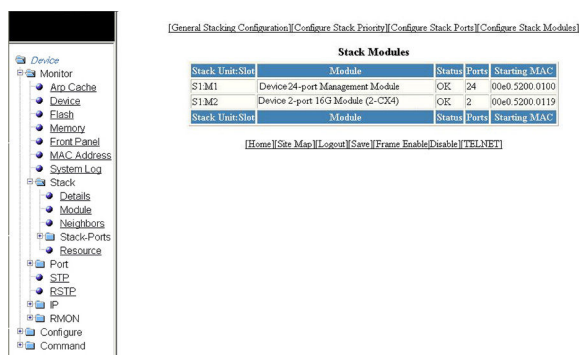 [General Stacking Configuration][Configure Stack Priority][Configure Stack Ports][Configure Stack Modules]
Stack Modules
Stack Unit:Slot Module Status Ports Starting MAC
S1:M1 Device 24-port Management Module OK 24 00e0.5200.0100
S1:M2 Device 2-port 16G Module (2-CX4) OK 2 00e0.5200.0119
Stack Unit:Slot Module Status Ports Starting MAC
[Home][Site Map][Logout][Save][Frame Enable|Disable][TELNET]
Device
Monitor
Arp Cache
Device
Flash
Memory
Front Panel
MAC Address
System Log
Stack
Details
Module
Neighbors
Stack-Ports
Resource
Port
STP
RSTP
IP
RMON
Configure
Command